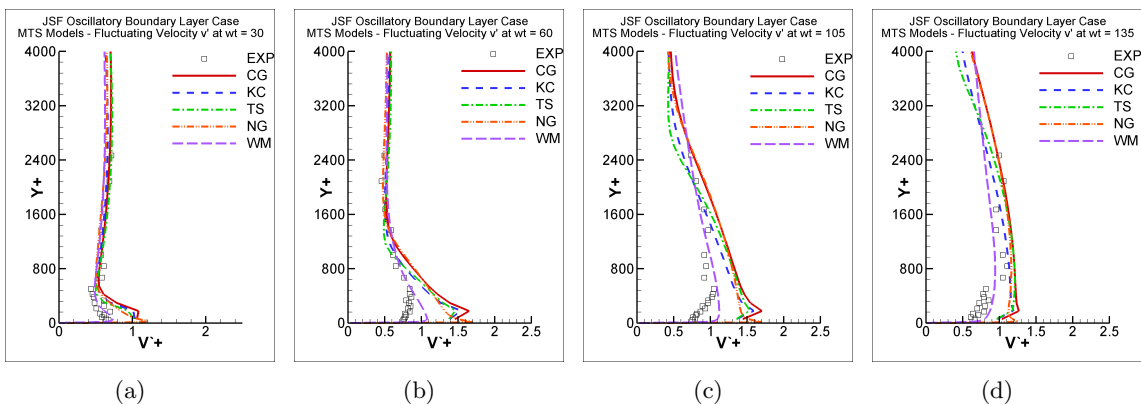 JSF Oscillatory Boundary Layer Case
MTS Models - Fluctuating Velocity v' at wt = 30
4000
3200
2400
1600
800
0
Y+
0
1
2
V`+
EXP
CG
KC
TS
NG
WM
(a)
JSF Oscillatory Boundary Layer Case
MTS Models - Fluctuating Velocity v' at wt = 60
4000
3200
2400
1600
800
0
Y+
0
0.5
1
1.5
2
2.5
V`+
EXP
CG
KC
TS
NG
WM
(b)
JSF Oscillatory Boundary Layer Case
MTS Models - Fluctuating Velocity v' at wt = 105
4000
3200
2400
1600
800
0
Y+
0
0.5
1
1.5
2
2.5
V`+
EXP
CG
KC
TS
NG
WM
(c)
JSF Oscillatory Boundary Layer Case
MTS Models - Fluctuating Velocity v' at wt = 135
4000
3200
2400
1600
800
0
Y+
0
0.5
1
1.5
2
2.5
V`+
EXP
CG
KC
TS
NG
WM
(d)